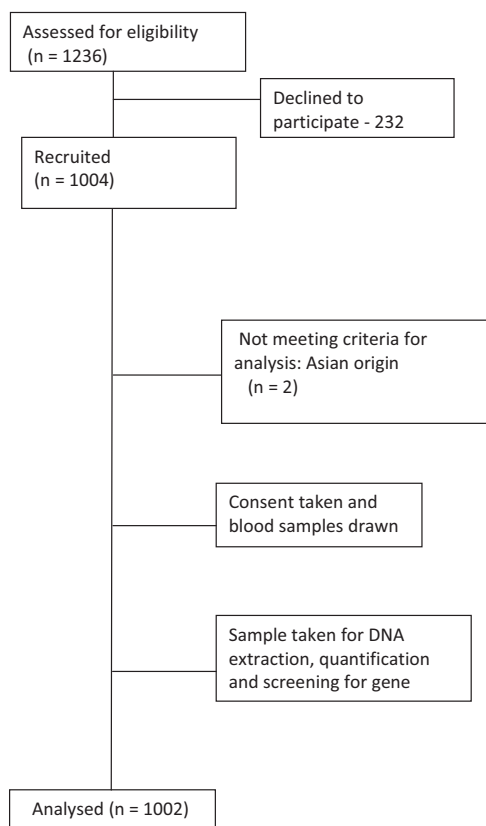 Assessed for eligibility
(n = 1236)
Declined to
participate - 232
Recruited
(n = 1004)
Not meeting criteria for
analysis: Asian origin
(n = 2)
Consent taken and
blood samples drawn
Sample taken for DNA
extraction, quantification
and screening for gene
Analysed (n = 1002)